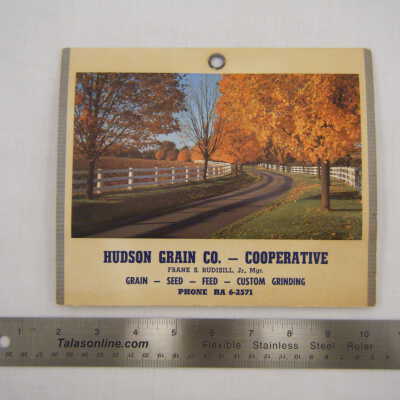 HUDSON GRAIN CO. — COOPERATIVE
FRANK S. RUDISILL, Jr., Mgr.
GRAIN — SEED — FEED — CUSTOM GRINDING
PHONE HA 6-2571
1 2 3 4 5 6 7 8 9 10
Talasonline.com Flexible Stainless Steel Ruler